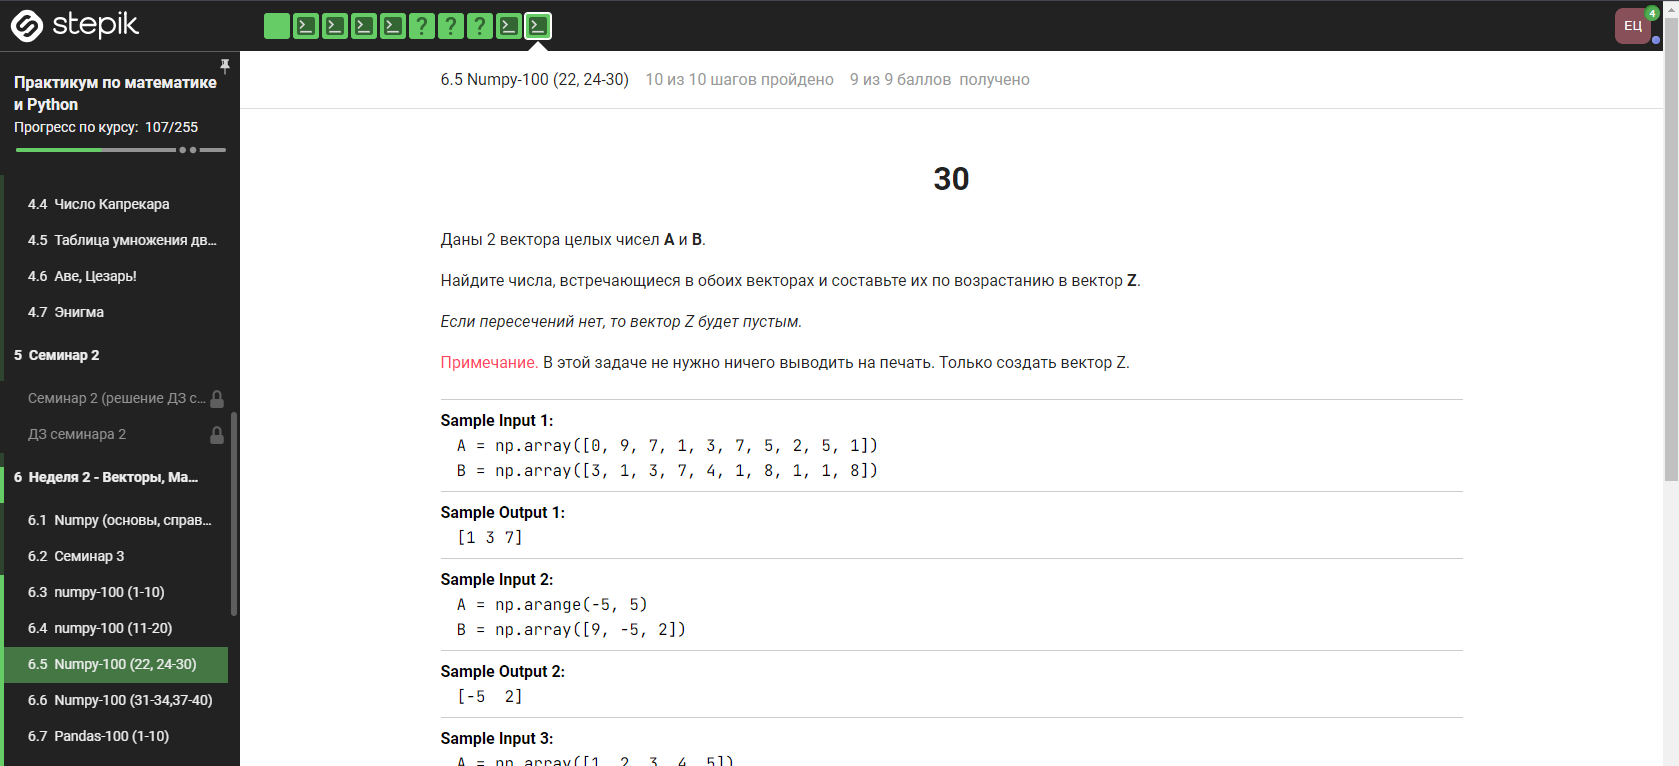 stepik
? ? ?
ЕЦ
4
Практикум по математике
и Python
Прогресс по курсу: 107/255
4.4 Число Капрекара
4.5 Таблица умножения дв...
4.6 Аве, Цезарь!
4.7 Энигма
5 Семинар 2
Семинар 2 (решение ДЗ с...
ДЗ семинара 2
6 Неделя 2 - Векторы, Ма...
6.1 Numpy (основы, справ...
6.2 Семинар 3
6.3 numpy-100 (1-10)
6.4 numpy-100 (11-20)
6.5 Numpy-100 (22, 24-30)
6.6 Numpy-100 (31-34,37-40)
6.7 Pandas-100 (1-10)
6.5 Numpy-100 (22, 24-30) 10 из 10 шагов пройдено 9 из 9 баллов получено
30
Даны 2 вектора целых чисел A и B.
Найдите числа, встречающиеся в обоих векторах и составьте их по возрастанию в вектор Z.
Если пересечений нет, то вектор Z будет пустым.
Примечание. В этой задаче не нужно ничего выводить на печать. Только создать вектор Z.
Sample Input 1:
A = np.array([0, 9, 7, 1, 3, 7, 5, 2, 5, 1])
B = np.array([3, 1, 3, 7, 4, 1, 8, 1, 1, 8])
Sample Output 1:
[1 3 7]
Sample Input 2:
A = np.arange(-5, 5)
B = np.array([9, -5, 2])
Sample Output 2:
[-5  2]
Sample Input 3:
A = np.array([1, 2, 3, 4, 5])